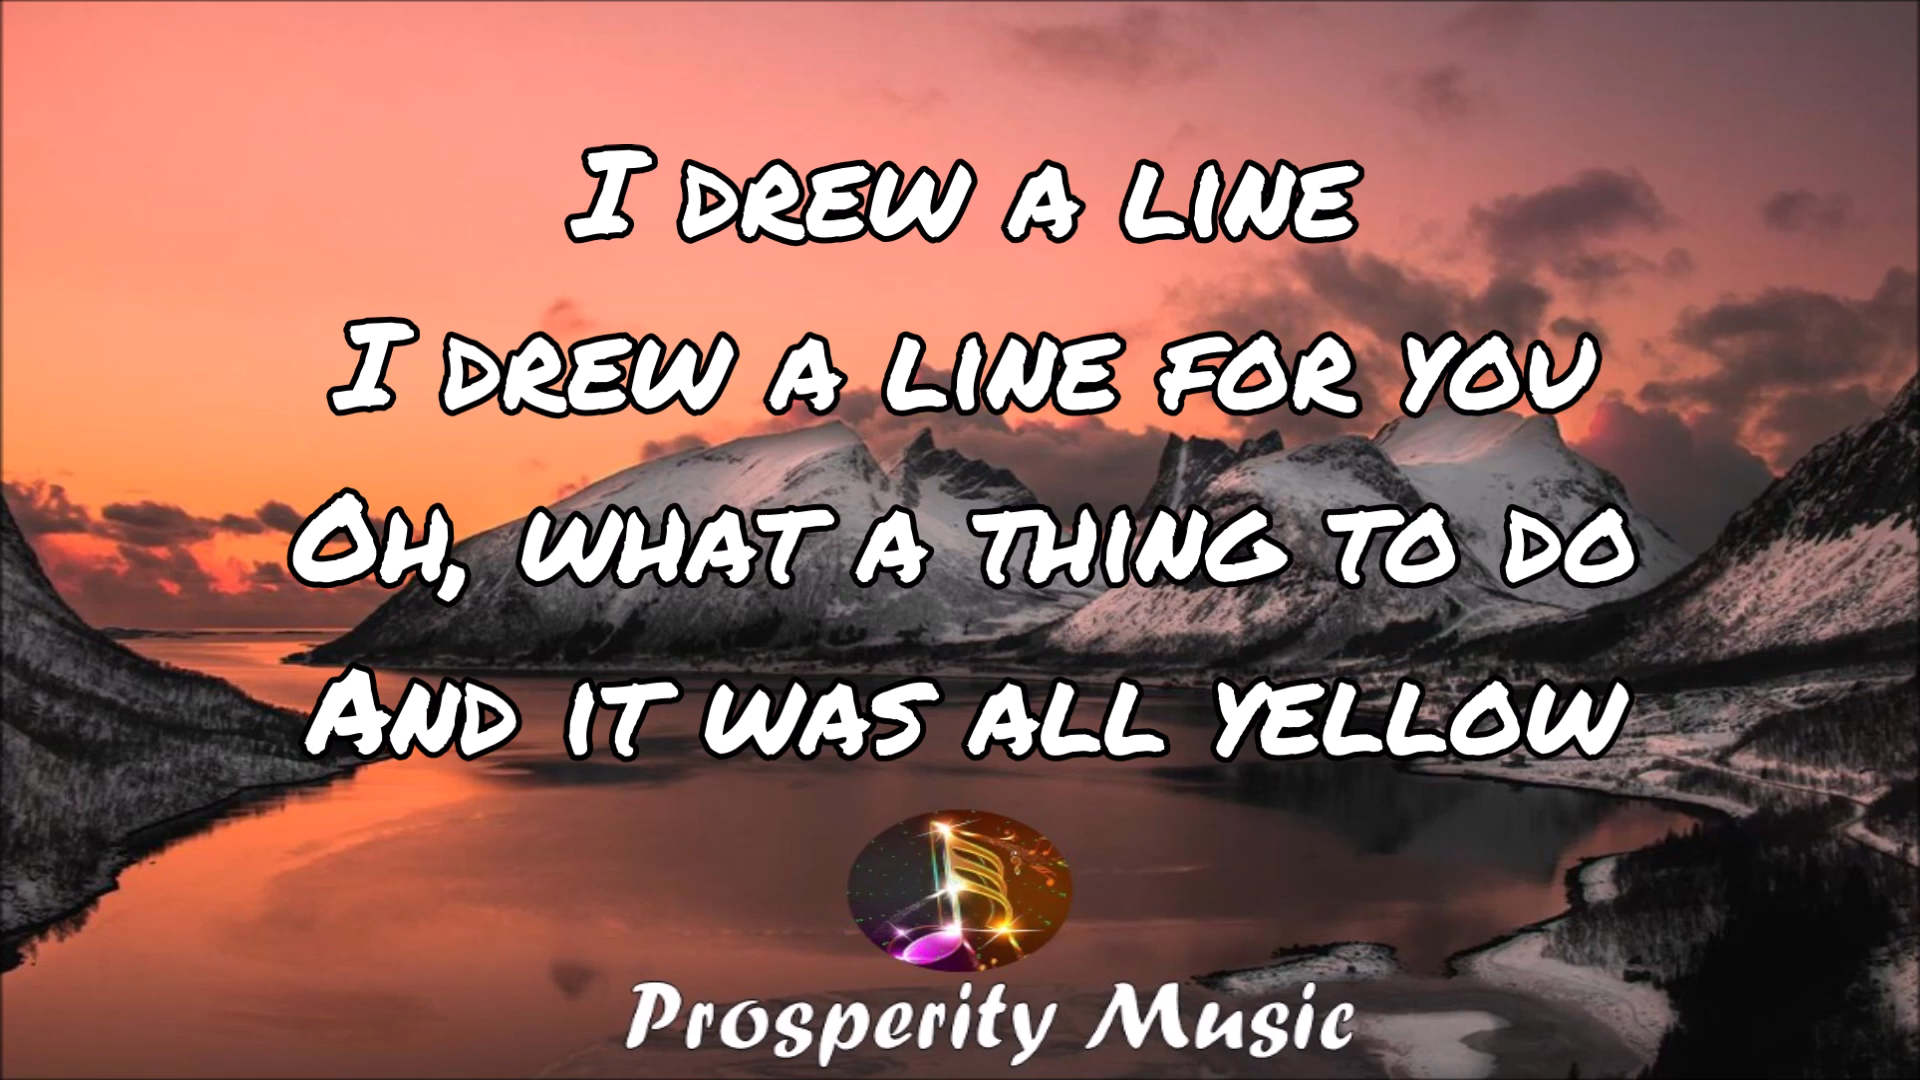 I DREW A LINE
I DREW A LINE FOR YOU
OH, WHAT A THING TO DO
AND IT WAS ALL YELLOW
Prosperity Music